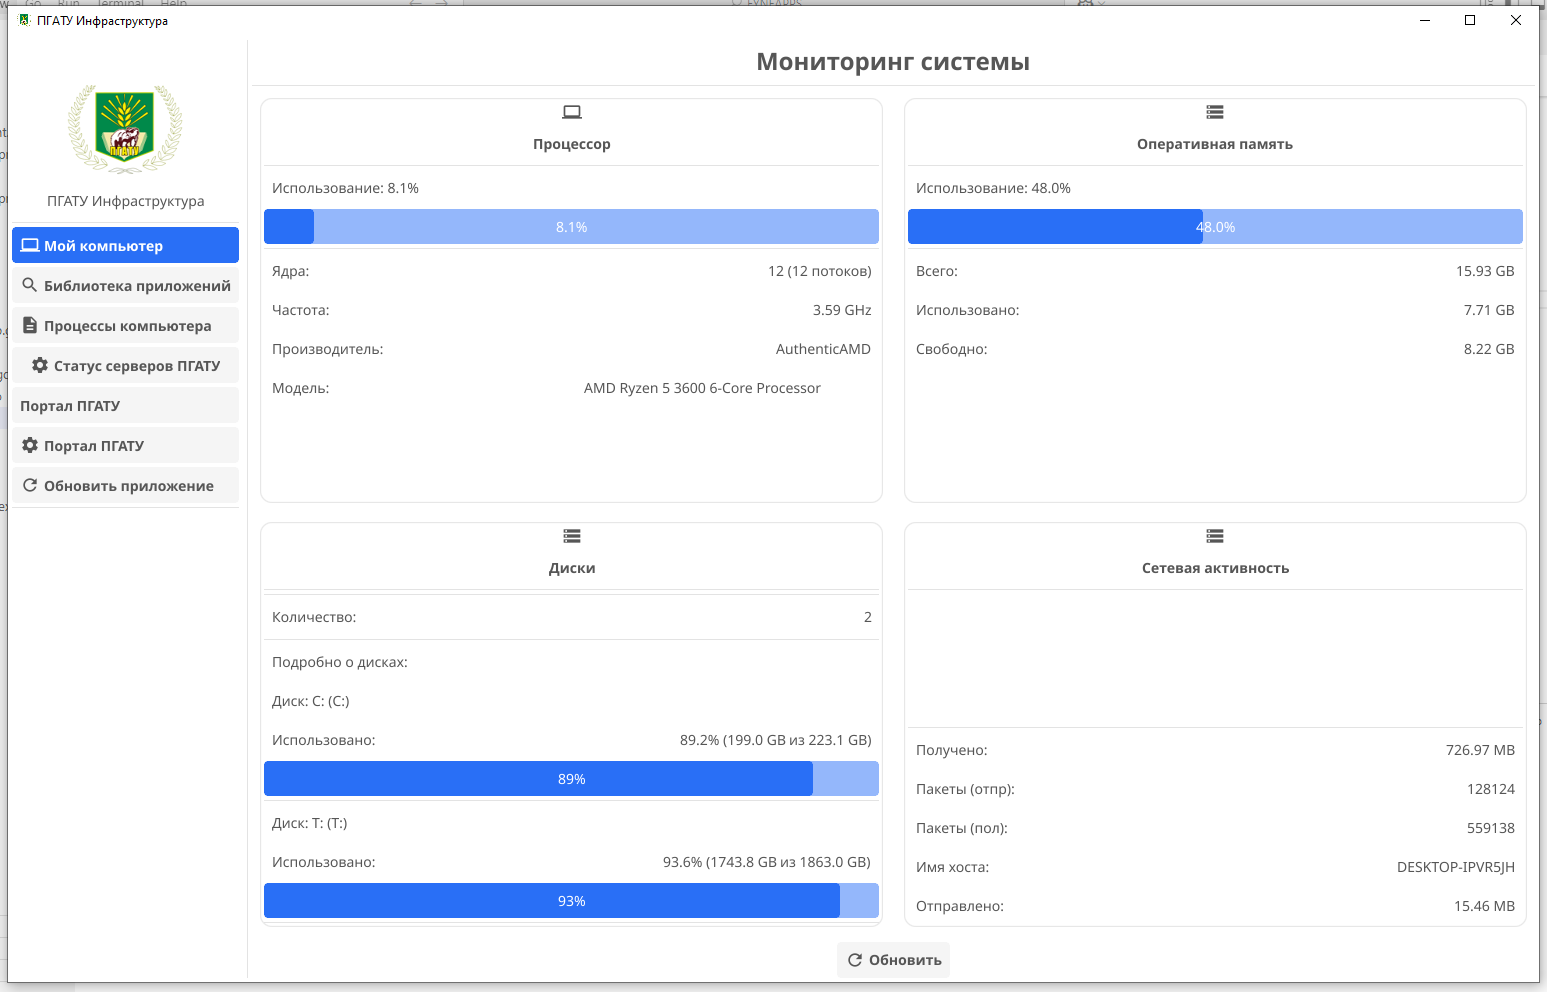 Go Run Terminal Help
ПГАТУ Инфраструктура
ПГАТУ
ПГАТУ Инфраструктура
Мой компьютер
Библиотека приложений
Процессы компьютера
Статус серверов ПГАТУ
Портал ПГАТУ
Портал ПГАТУ
Обновить приложение
Мониторинг системы
Процессор
Использование: 8.1%
8.1%
Ядра: 12 (12 потоков)
Частота: 3.59 GHz
Производитель: AuthenticAMD
Модель: AMD Ryzen 5 3600 6-Core Processor
Оперативная память
Использование: 48.0%
48.0%
Всего: 15.93 GB
Использовано: 7.71 GB
Свободно: 8.22 GB
Диски
Количество: 2
Подробно о дисках:
Диск: C: (C:)
Использовано: 89.2% (199.0 GB из 223.1 GB)
89%
Диск: T: (T:)
Использовано: 93.6% (1743.8 GB из 1863.0 GB)
93%
Сетевая активность
Получено: 726.97 MB
Пакеты (отпр): 128124
Пакеты (пол): 559138
Имя хоста: DESKTOP-IPVR5JH
Отправлено: 15.46 MB
Обновить